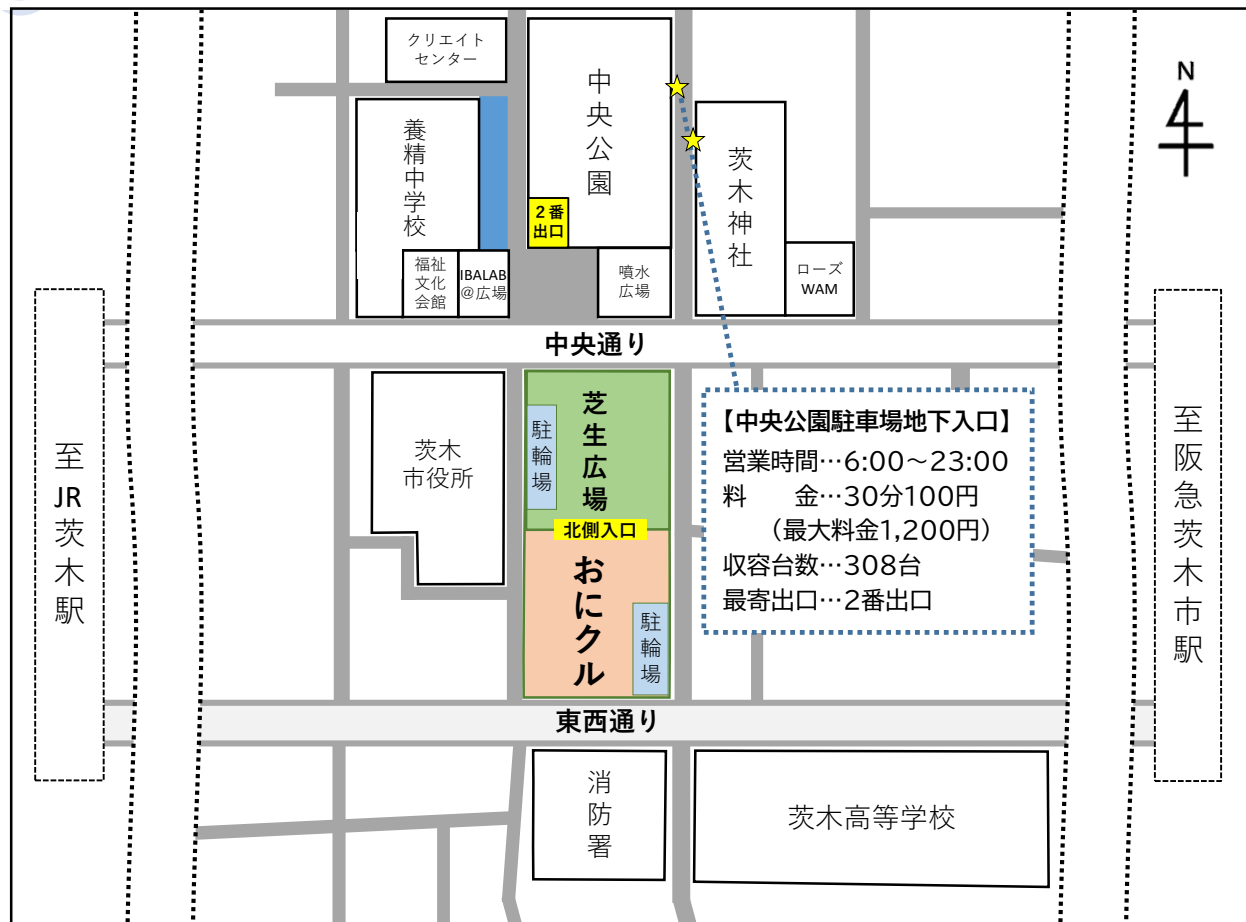 クリエイト
センター
中央公園
N
養精中学校
茨木神社
2番
出口
福祉
文化
会館
IBALAB
@広場
噴水
広場
ローズ
WAM
中央通り
至JR茨木駅
至阪急茨木市駅
茨木
市役所
芝生広場
駐輪場
北側入口
おにクル
駐輪場
【中央公園駐車場地下入口】
営業時間…6:00～23:00
料　　金…30分100円
（最大料金1,200円）
収容台数…308台
最寄出口…2番出口
東西通り
消防署
茨木高等学校